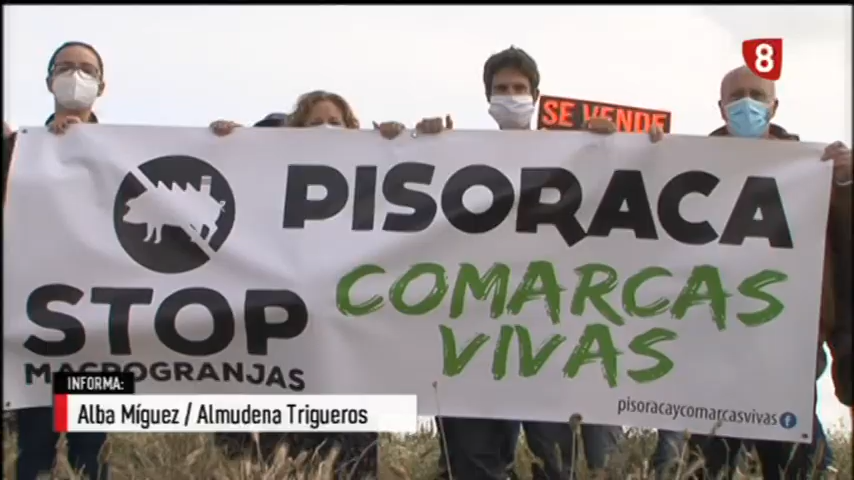 8
SE VENDE
PISORACA
COMARCAS
VIVAS
STOP
MACROGRANJAS
pisoracaycomarcasvivas f
INFORMA:
Alba Míguez / Almudena Trigueros